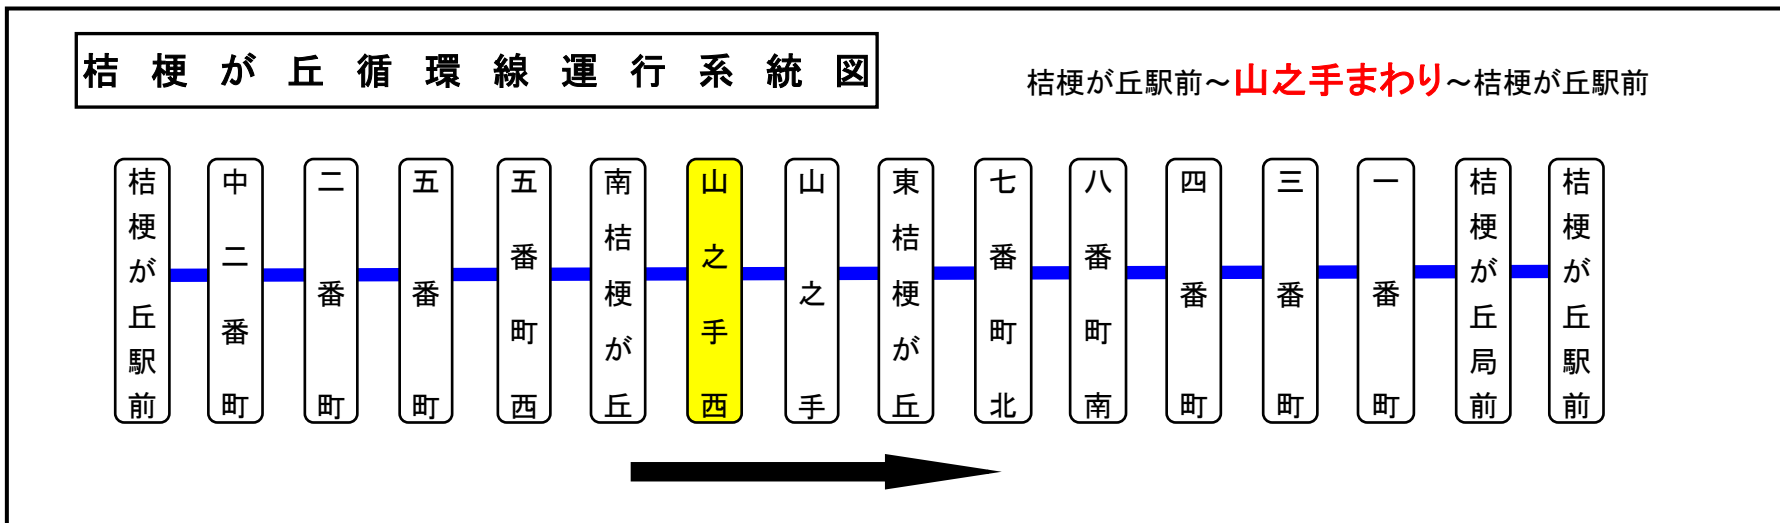 桔梗が丘循環線運行系統図
桔梗が丘駅前～山之手まわり～桔梗が丘駅前
桔梗が丘駅前
中二番町
二番町
五番町
五番町西
南桔梗が丘
山之手西
山之手
東桔梗が丘
七番町北
八番町南
四番町
三番町
一番町
桔梗が丘局前
桔梗が丘駅前